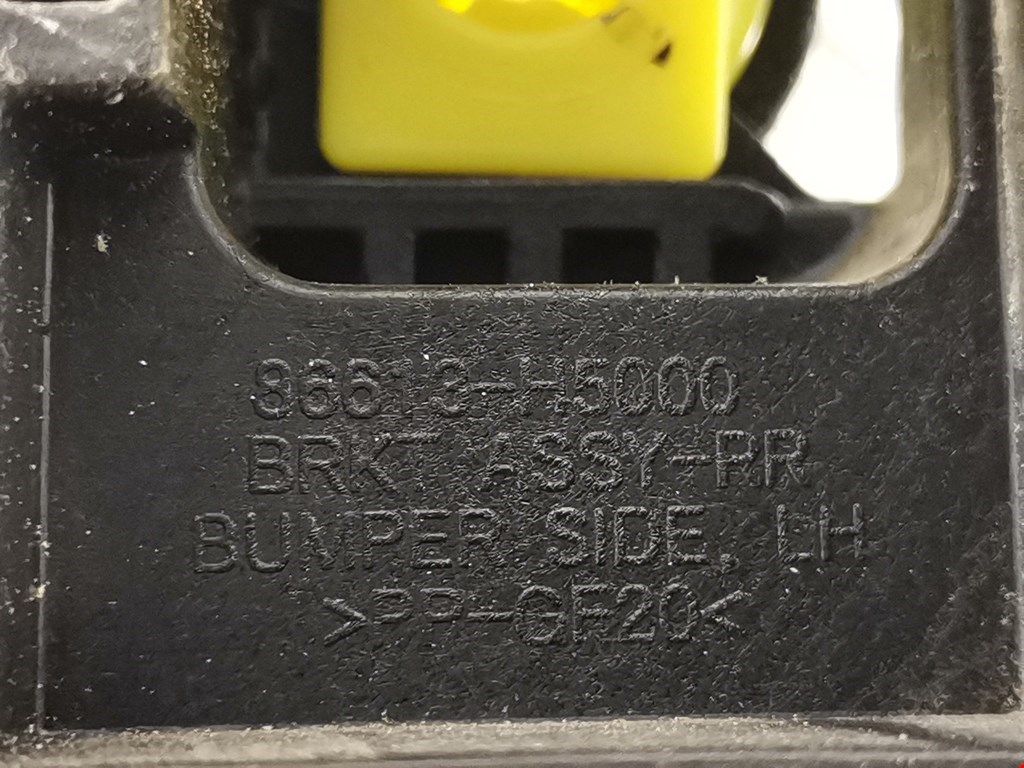 86613-H5000
BRKT ASSY-RR
BUMPER SIDE, LH
>PP-GF20<